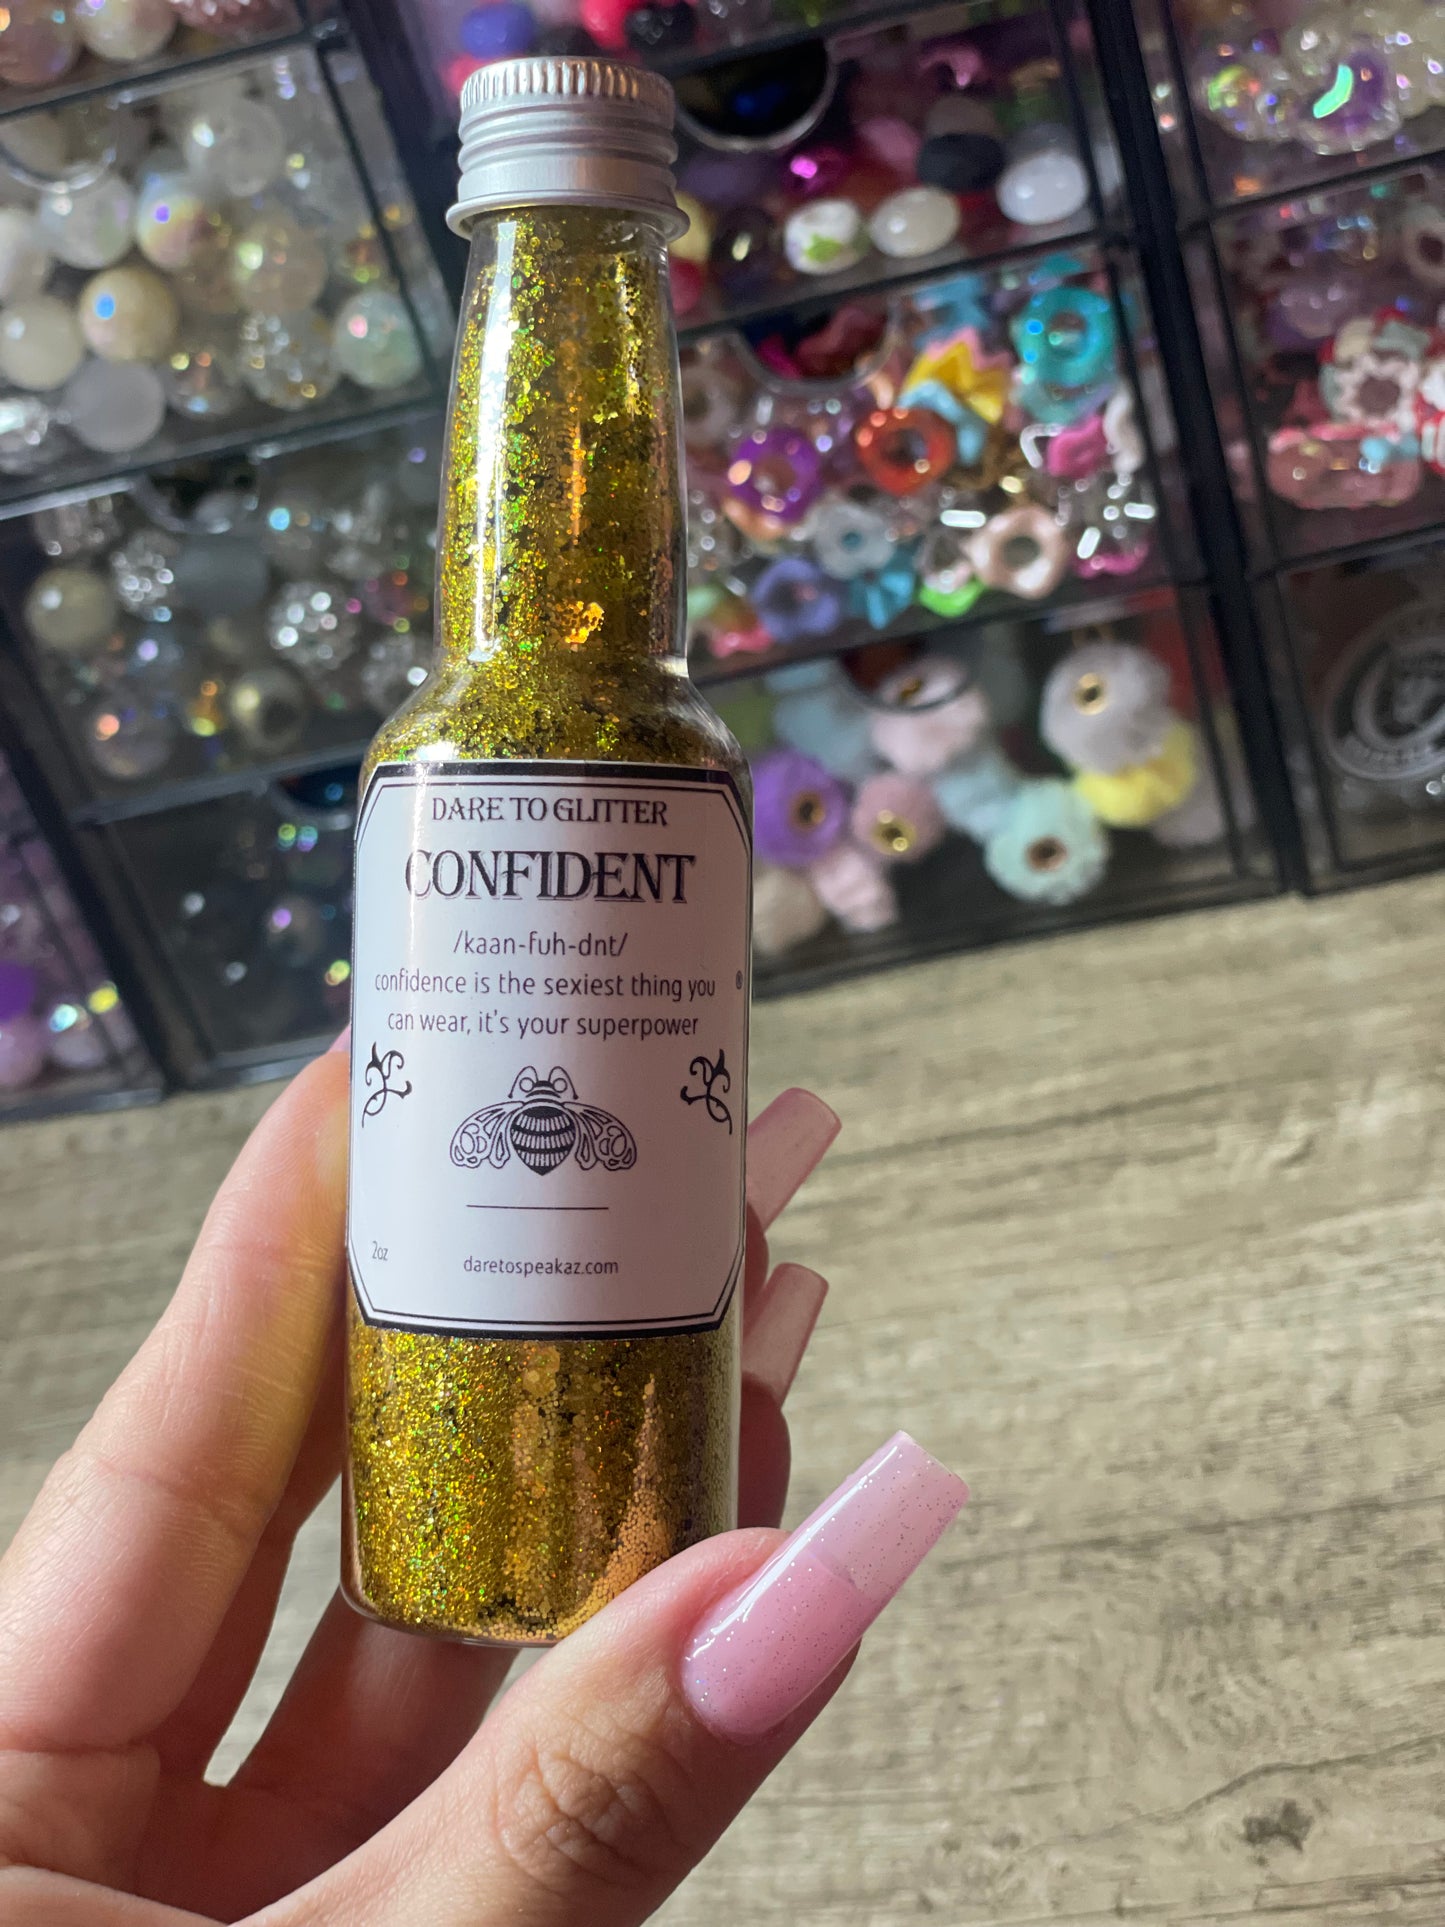 DARE TO GLITTER
CONFIDENT
/kaan-fuh-dnt/
confidence is the sexiest thing you
can wear, it's your superpower
®
2oz
daretospeakaz.com